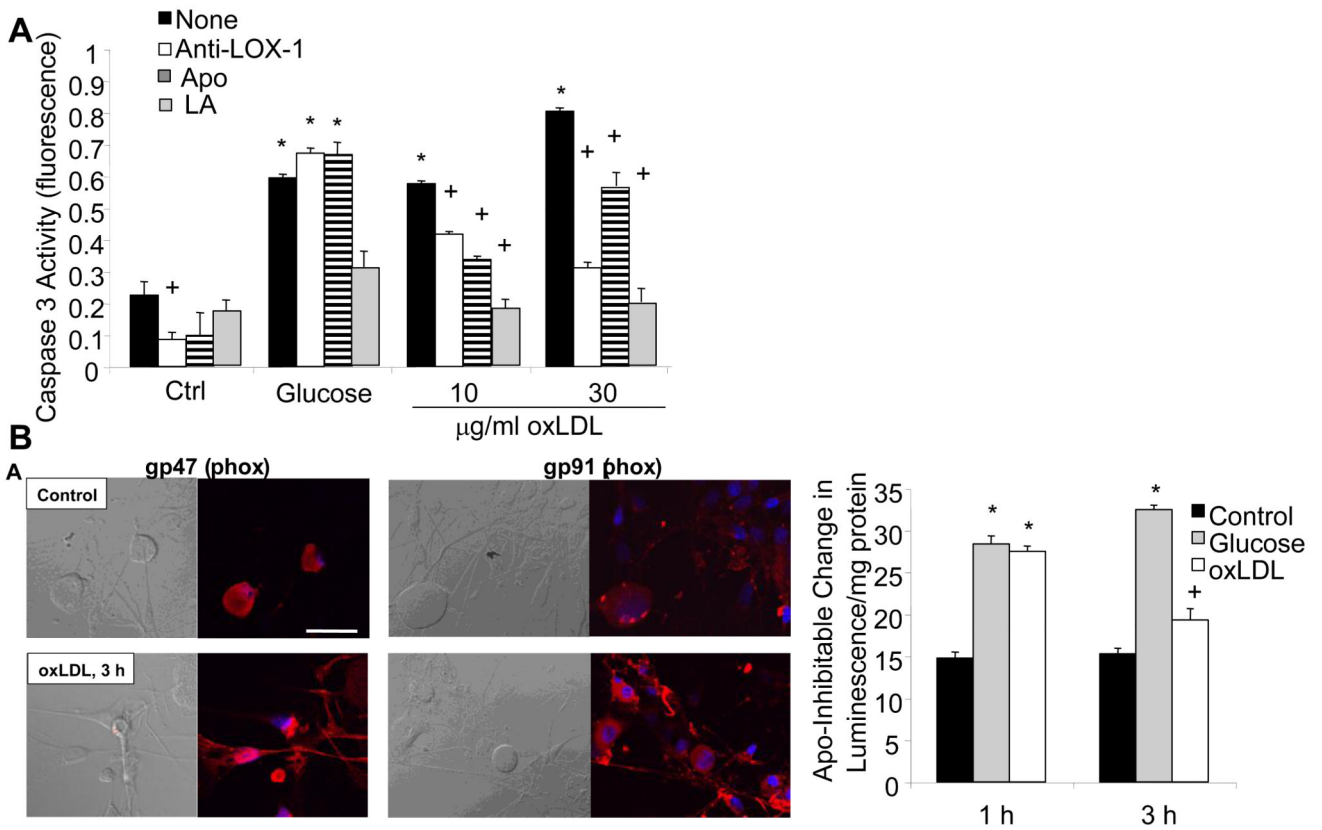 A
None
Anti-LOX-1
Apo
LA
Caspase 3 Activity (fluorescence)
1
0.9
0.8
0.7
0.6
0.5
0.4
0.3
0.2
0.1
0
+
* * *
* + + +
* + + +
Ctrl Glucose 10 30
μg/ml oxLDL
B
A
gp47 (phox) gp91 (phox)
Control
oxLDL, 3 h
Apo-Inhibitable Change in
Luminescence/mg protein
35
30
25
20
15
10
5
0
* *
* +
Control
Glucose
oxLDL
1 h 3 h